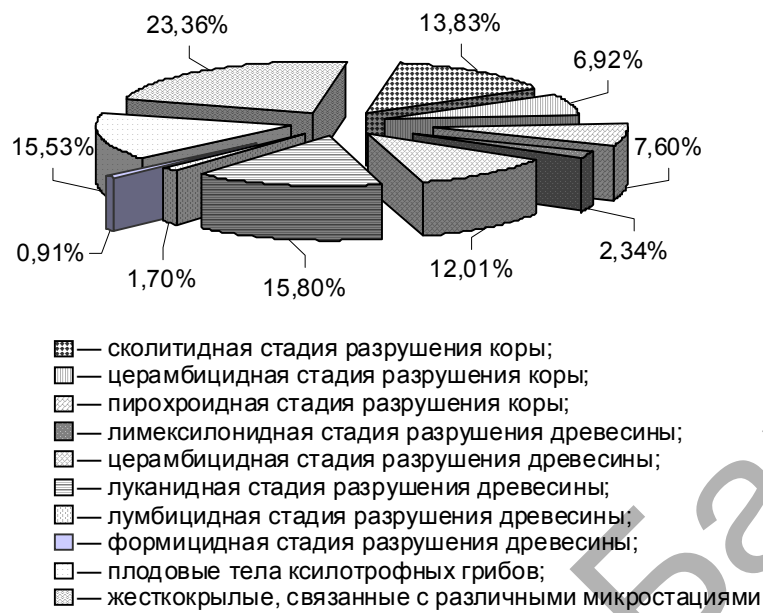 23,36%
13,83%
6,92%
15,53%
7,60%
0,91%
1,70%
15,80%
12,01%
2,34%
— сколитидная стадия разрушения коры;
— церамбицидная стадия разрушения коры;
— пирохроидная стадия разрушения коры;
— лимексилонидная стадия разрушения древесины;
— церамбицидная стадия разрушения древесины;
— луканидная стадия разрушения древесины;
— лумбицидная стадия разрушения древесины;
— формицидная стадия разрушения древесины;
— плодовые тела ксилотрофных грибов;
— жесткокрылые, связанные с различными микростациями
Ба